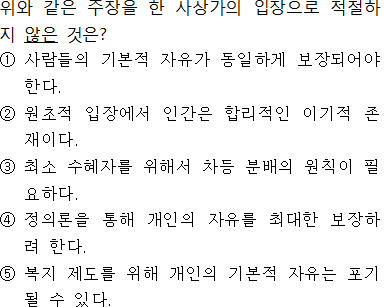 위와 같은 주장을 한 사상가의 입장으로 적절하
지 않은 것은?
① 사람들의 기본적 자유가 동일하게 보장되어야
한다.
② 원초적 입장에서 인간은 합리적인 이기적 존
재이다.
③ 최소 수혜자를 위해서 차등 분배의 원칙이 필
요하다.
④ 정의론을 통해 개인의 자유를 최대한 보장하
려 한다.
⑤ 복지 제도를 위해 개인의 기본적 자유는 포기
될 수 있다.